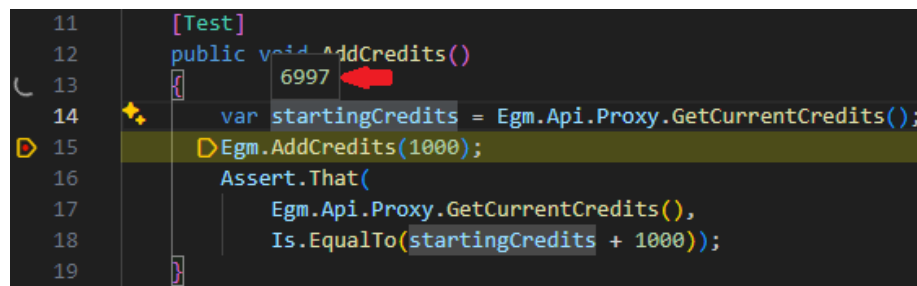 11 [Test]
12 public void AddCredits()
6997
13 {
14 var startingCredits = Egm.Api.Proxy.GetCurrentCredits();
15 Egm.AddCredits(1000);
16 Assert.That(
17 Egm.Api.Proxy.GetCurrentCredits(),
18 Is.EqualTo(startingCredits + 1000));
19 }